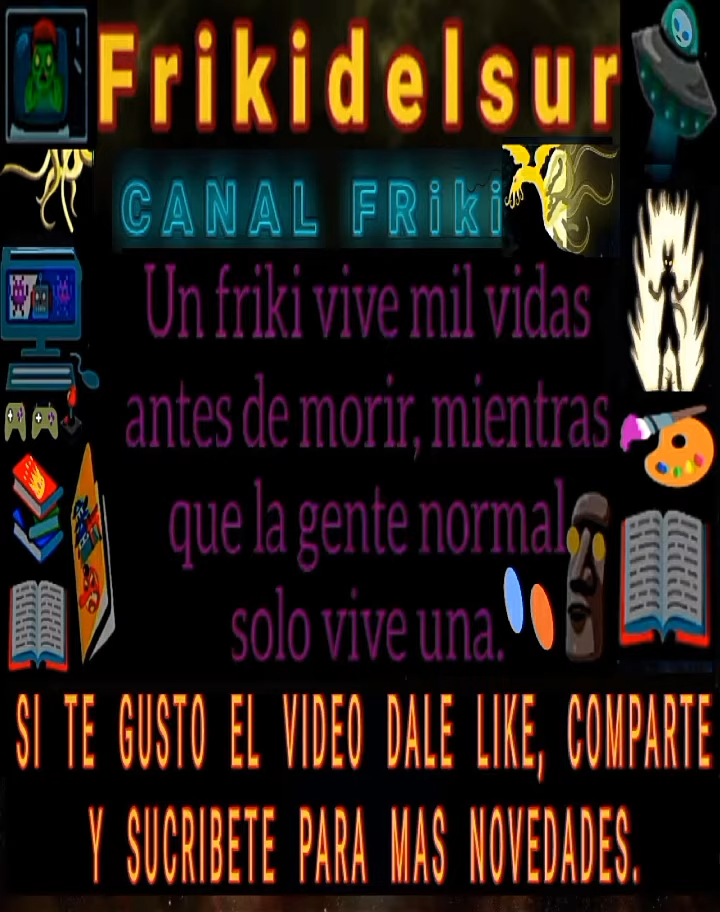 Frikidelsur
CANAL FRiki
Un friki vive mil vidas
antes de morir, mientras
que la gente normal
solo vive una.
SI TE GUSTO EL VIDEO DALE LIKE, COMPARTE
Y SUCRIBETE PARA MAS NOVEDADES.